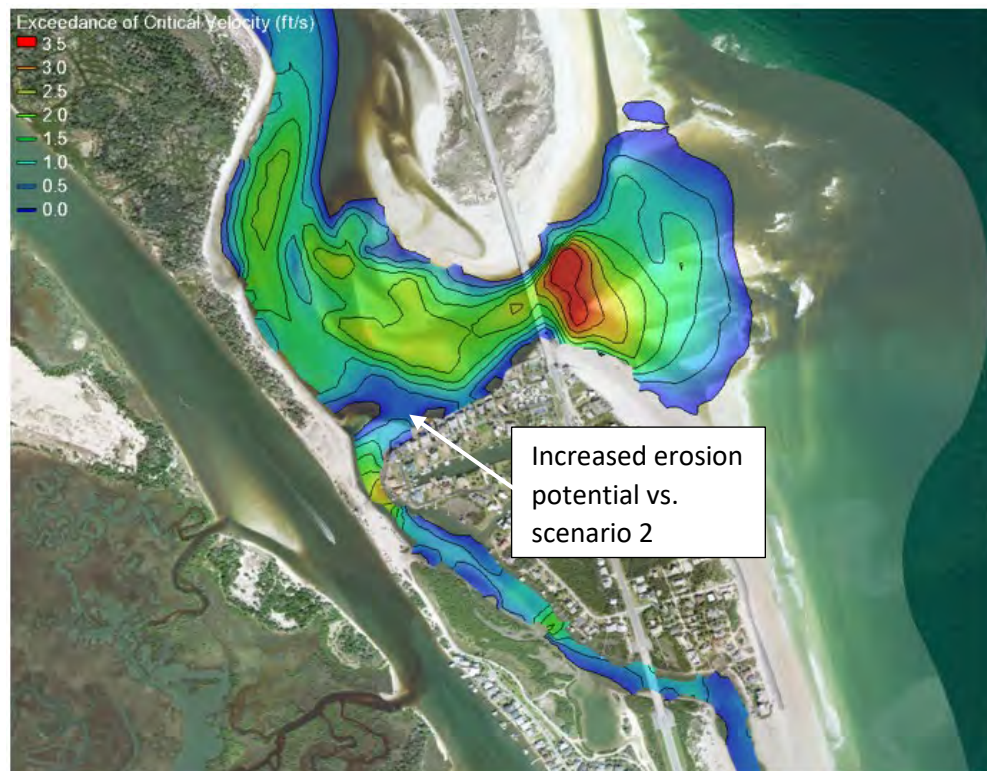 Exceedance of Critical Velocity (ft/s)
3.5
3.0
2.5
2.0
1.5
1.0
0.5
0.0
Increased erosion
potential vs.
scenario 2